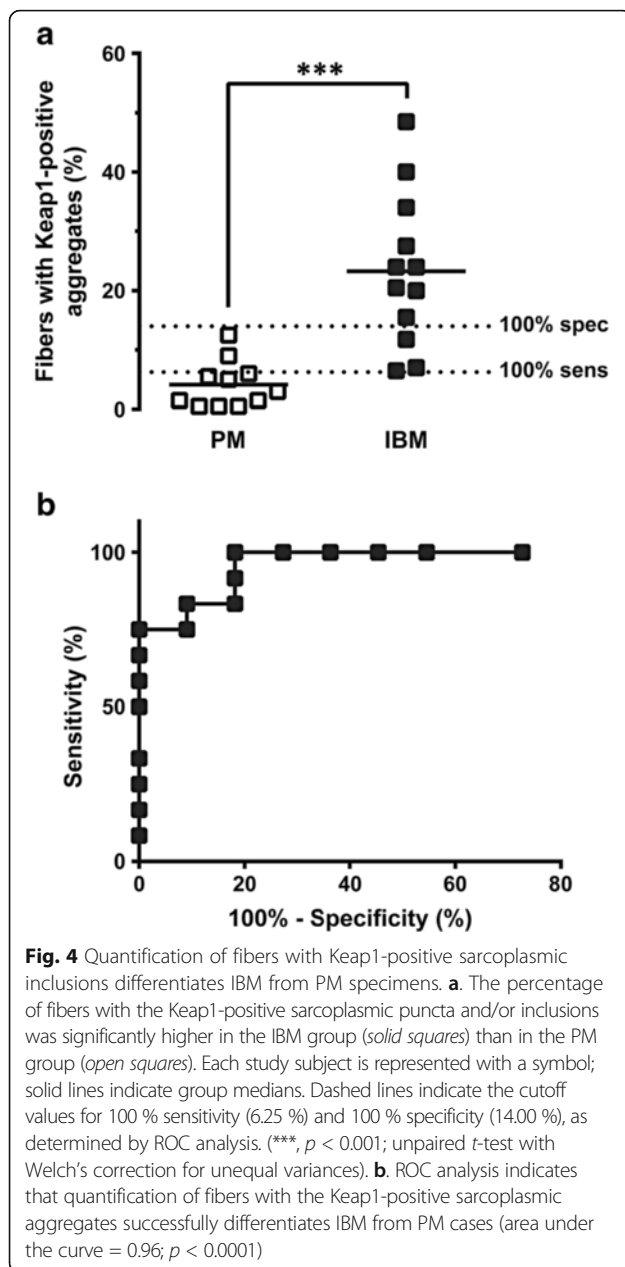 a
60
40
20
0
Fibers with Keap1-positive
aggregates (%)
***
100% spec
100% sens
PM
IBM
b
100
50
0
Sensitivity (%)
0
20
40
60
80
100% - Specificity (%)
Fig. 4 Quantification of fibers with Keap1-positive sarcoplasmic
inclusions differentiates IBM from PM specimens. a. The percentage
of fibers with the Keap1-positive sarcoplasmic puncta and/or inclusions
was significantly higher in the IBM group (solid squares) than in the PM
group (open squares). Each study subject is represented with a symbol;
solid lines indicate group medians. Dashed lines indicate the cutoff
values for 100 % sensitivity (6.25 %) and 100 % specificity (14.00 %), as
determined by ROC analysis. (***, p < 0.001; unpaired t-test with
Welch's correction for unequal variances). b. ROC analysis indicates
that quantification of fibers with the Keap1-positive sarcoplasmic
aggregates successfully differentiates IBM from PM cases (area under
the curve = 0.96; p < 0.0001)